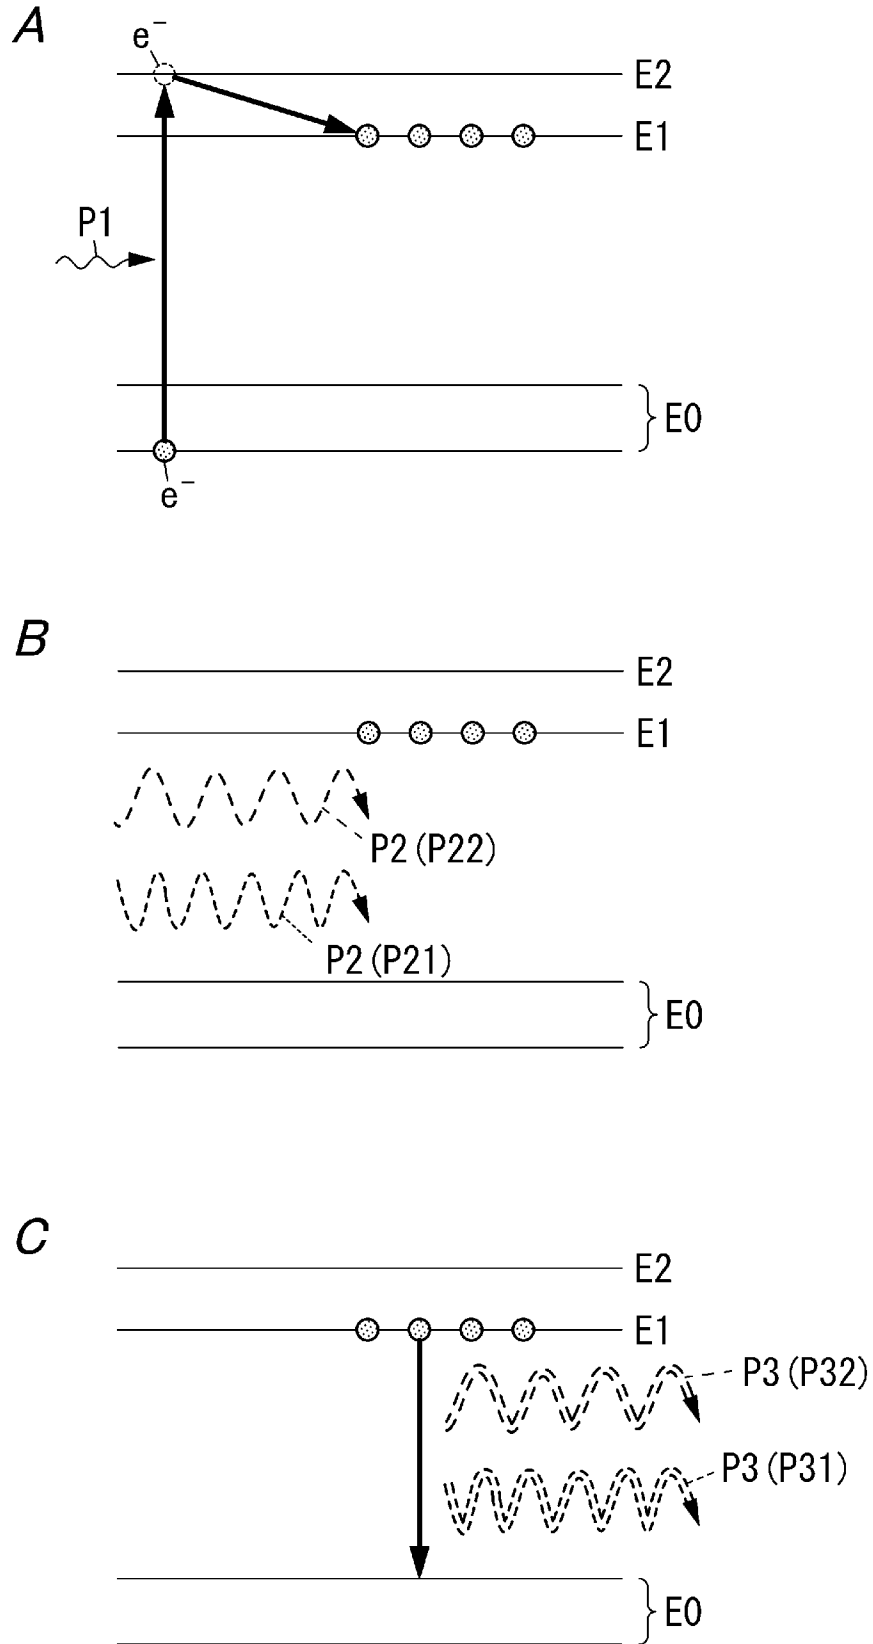 A
e⁻
E2
E1
P1
E0
e⁻
B
E2
E1
P2 (P22)
P2 (P21)
E0
C
E2
E1
P3 (P32)
P3 (P31)
E0